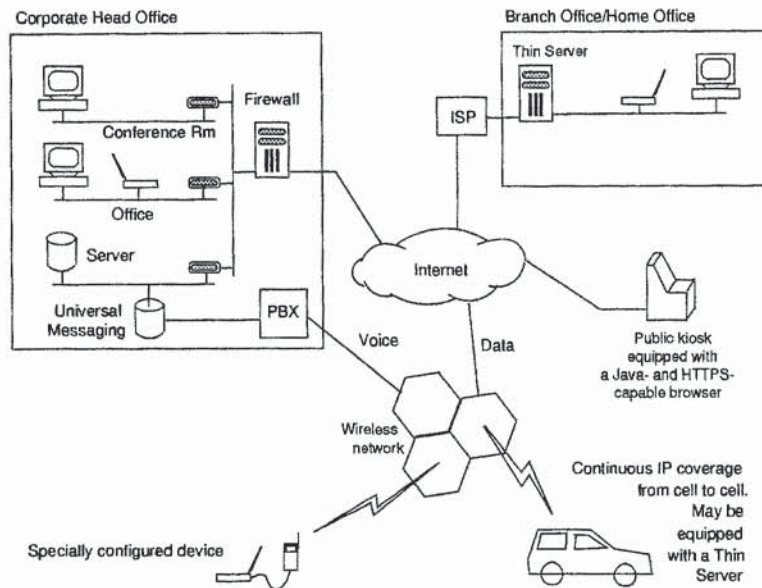 Corporate Head Office
Branch Office/Home Office
Thin Server
Firewall
ISP
Conference Rm
Office
Server
Internet
Universal
Messaging
PBX
Voice
Data
Public kiosk
equipped with
a Java- and HTTPS-
capable browser
Wireless
network
Continuous IP coverage
from cell to cell.
May be
equipped
with a Thin
Server
Specially configured device